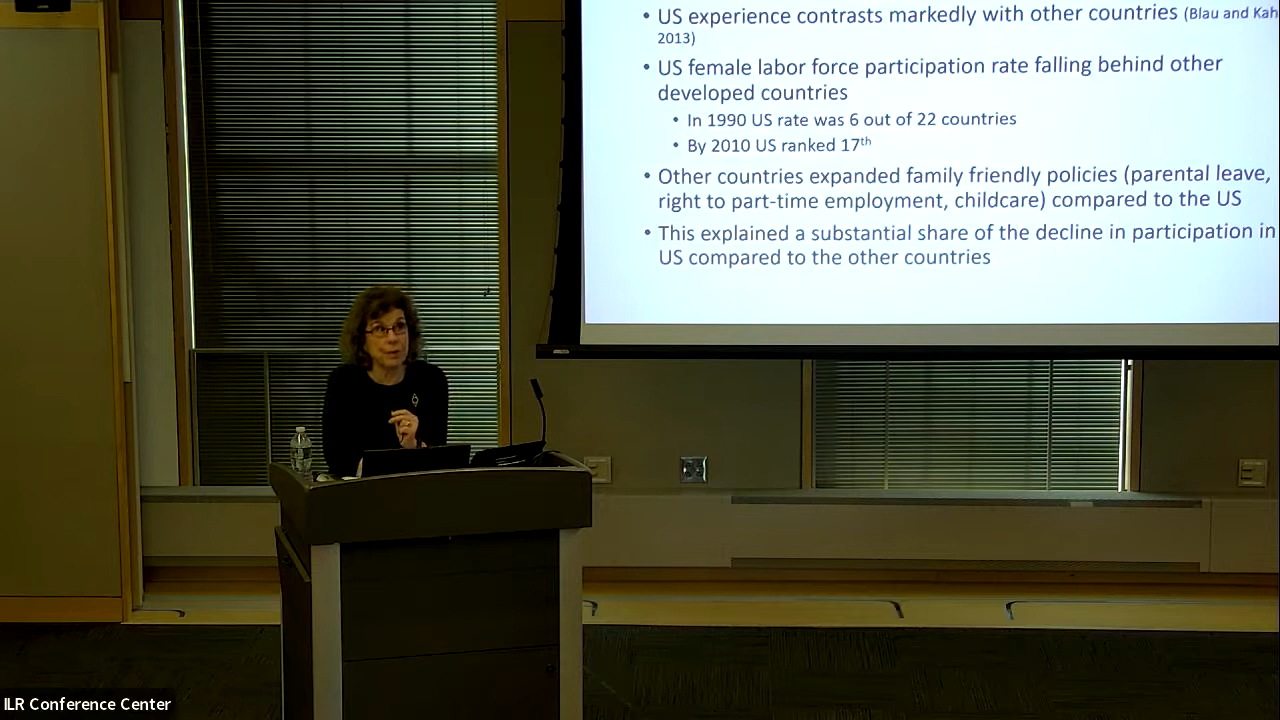 • US experience contrasts markedly with other countries (Blau and Kah
2013)
• US female labor force participation rate falling behind other
developed countries
• In 1990 US rate was 6 out of 22 countries
• By 2010 US ranked 17th
• Other countries expanded family friendly policies (parental leave,
right to part-time employment, childcare) compared to the US
• This explained a substantial share of the decline in participation in
US compared to the other countries
ILR Conference Center